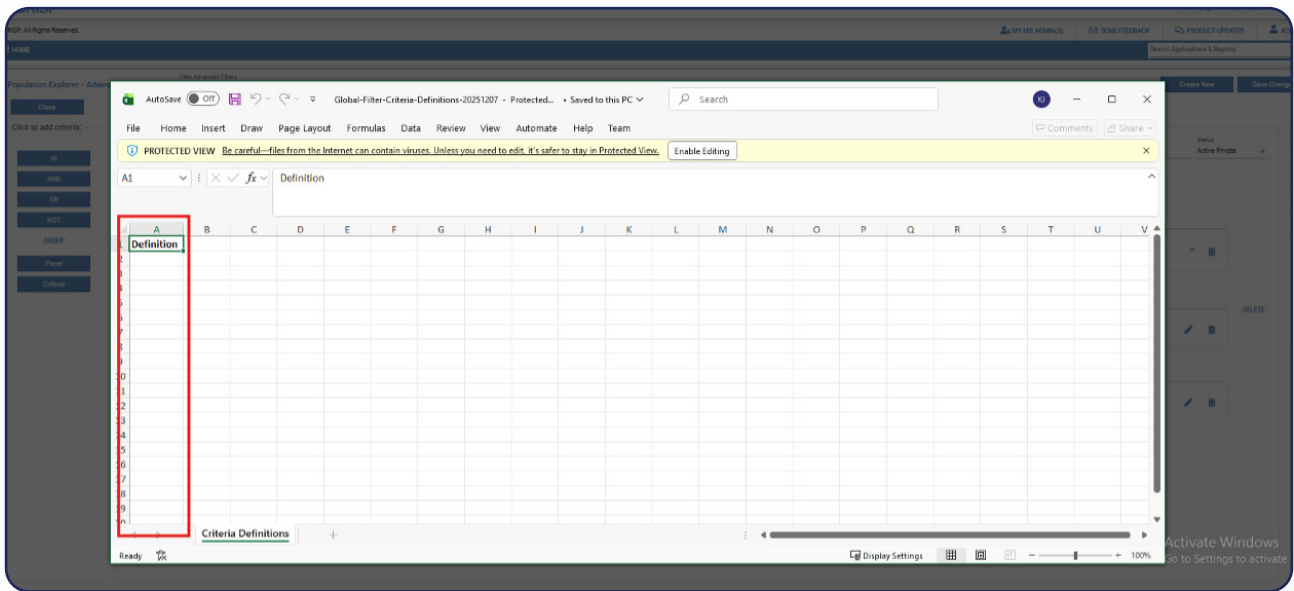 RISP. All Rights Reserved.
MY HIE ADMIN(0) SEND FEEDBACK PRODUCT UPDATES
HOME
Search Applications & Reports
View Advanced Filters
Population Explorer - Advanc
Create New Save Chang
Close
Click to add criteria:
IN
AND
OR
NOT
GROUP
Panel
Criteria
Status
Active Private
DELETE
AutoSave Off Global-Filter-Criteria-Definitions-20251207 - Protected... • Saved to this PC Search KJ
File Home Insert Draw Page Layout Formulas Data Review View Automate Help Team Comments Share
PROTECTED VIEW Be careful—files from the Internet can contain viruses. Unless you need to edit, it's safer to stay in Protected View. Enable Editing
A1 fx Definition
A B C D E F G H I J K L M N O P Q R S T U V
Definition
Criteria Definitions
Ready Display Settings 100%
Activate Windows
Go to Settings to activate